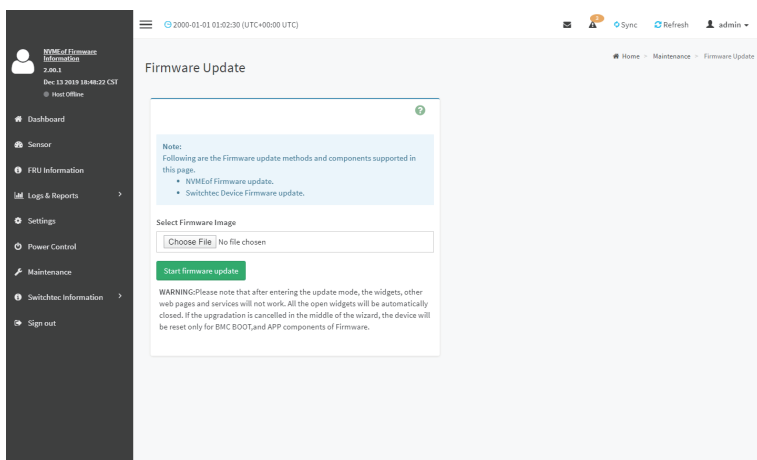 2000-01-01 01:02:30 (UTC+00:00 UTC)
7
Sync
Refresh
admin
NVMEof Firmware
Information
2.00.1
Dec 13 2019 18:48:22 CST
Host Offline
Dashboard
Sensor
FRU Information
Logs & Reports
Settings
Power Control
Maintenance
Switchtec Information
Sign out
Firmware Update
Home > Maintenance > Firmware Update
Note:
Following are the Firmware update methods and components supported in
this page.
• NVMEof Firmware update.
• Switchtec Device Firmware update.
Select Firmware Image
Choose File No file chosen
Start firmware update
WARNING:Please note that after entering the update mode, the widgets, other
web pages and services will not work. All the open widgets will be automatically
closed. If the upgradation is cancelled in the middle of the wizard, the device will
be reset only for BMC BOOT,and APP components of Firmware.